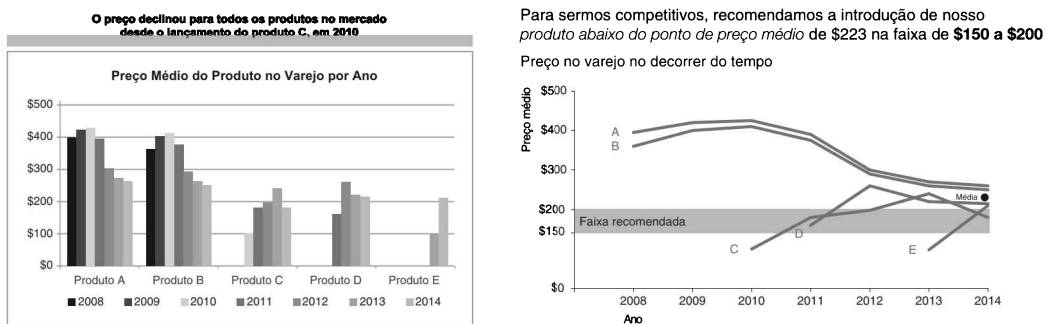 O preço declinou para todos os produtos no mercado
desde o lançamento do produto C, em 2010
Preço Médio do Produto no Varejo por Ano
$500
$400
$300
$200
$100
$0
Produto A Produto B Produto C Produto D Produto E
2008 2009 2010 2011 2012 2013 2014
Para sermos competitivos, recomendamos a introdução de nosso
produto abaixo do ponto de preço médio de $223 na faixa de $150 a $200
Preço no varejo no decorrer do tempo
Preço médio
$500
$400
$300
$200
$150
$0
A
B
Média
Faixa recomendada
D
C
E
2008 2009 2010 2011 2012 2013 2014
Ano